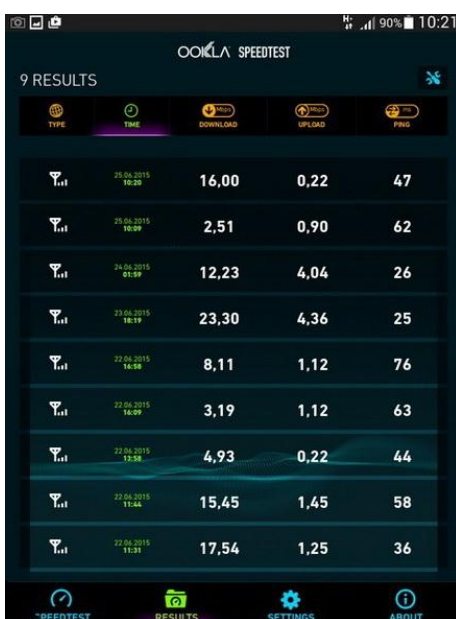 H+ 90% 10:21
OOKLA SPEEDTEST
9 RESULTS
Mbps Mbps ms
TYPE TIME DOWNLOAD UPLOAD PING
25.06.2015 10:20 16,00 0,22 47
25.06.2015 10:09 2,51 0,90 62
24.06.2015 01:59 12,23 4,04 26
23.06.2015 18:19 23,30 4,36 25
22.06.2015 16:58 8,11 1,12 76
22.06.2015 16:09 3,19 1,12 63
22.06.2015 13:58 4,93 0,22 44
22.06.2015 11:44 15,45 1,45 58
22.06.2015 11:31 17,54 1,25 36
SPEEDTEST RESULTS SETTINGS ABOUT